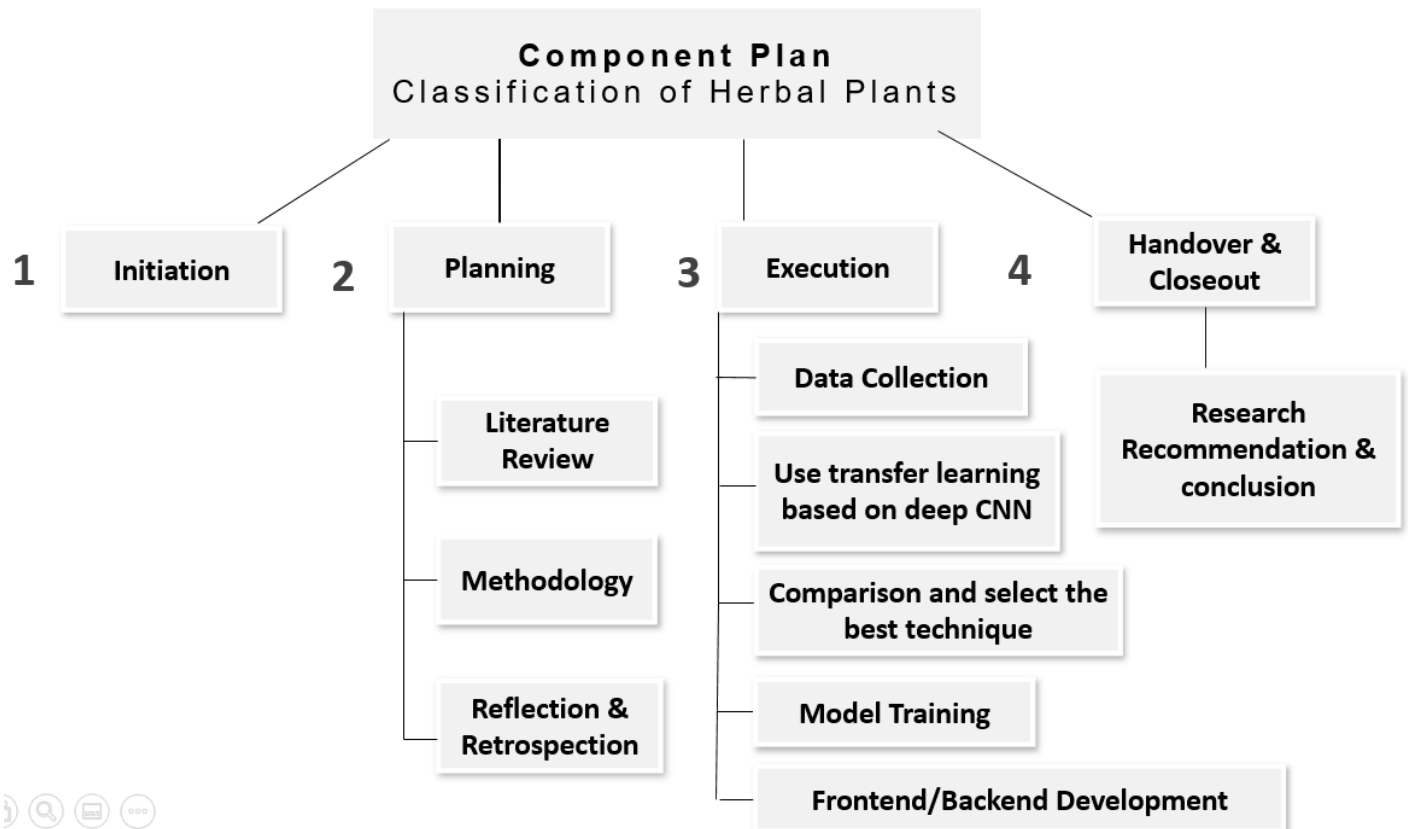 Component Plan
Classification of Herbal Plants
1
Initiation
2
Planning
Literature
Review
Methodology
Reflection &
Retrospection
3
Execution
Data Collection
Use transfer learning
based on deep CNN
Comparison and select the
best technique
Model Training
Frontend/Backend Development
4
Handover &
Closeout
Research
Recommendation &
conclusion